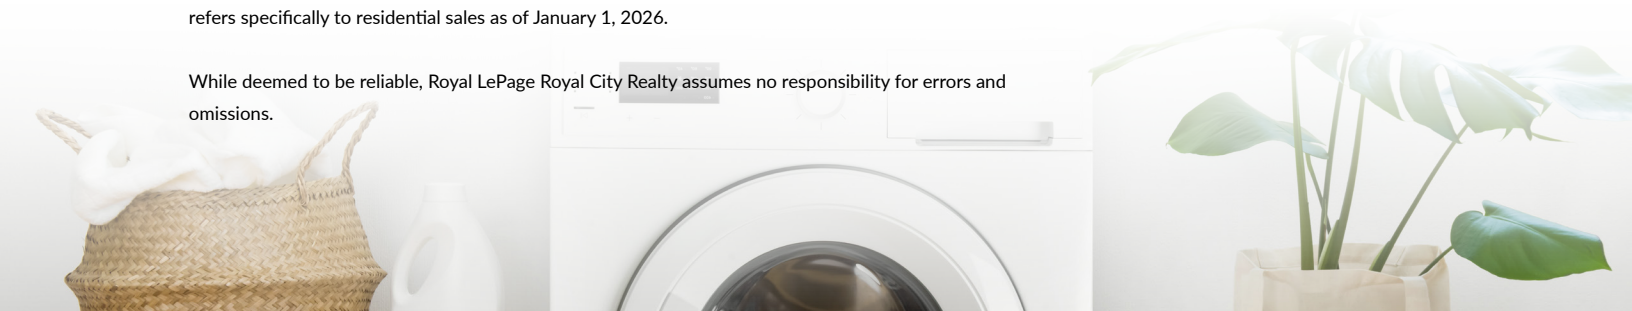 refers specifically to residential sales as of January 1, 2026.
While deemed to be reliable, Royal LePage Royal City Realty assumes no responsibility for errors and
omissions.